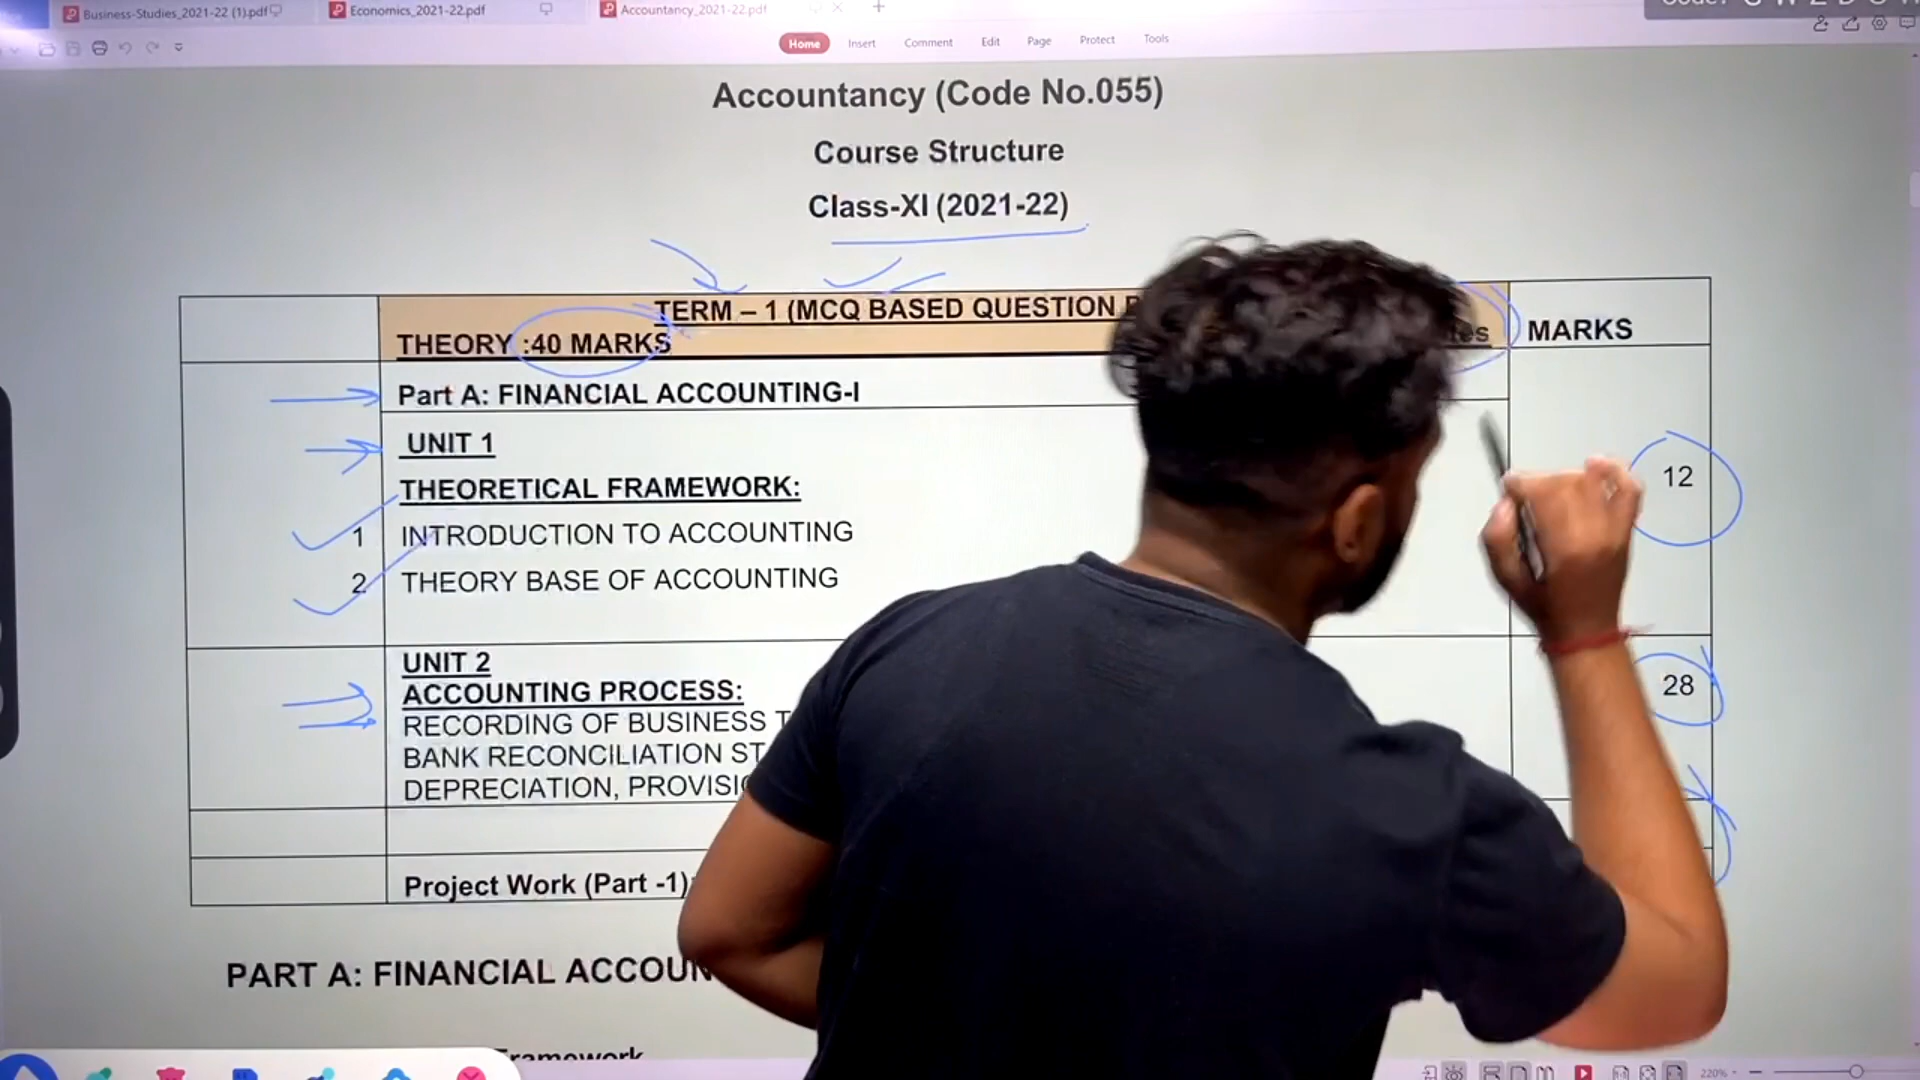 Business-Studies_2021-22 (1).pdf
Economics_2021-22.pdf
Accountancy_2021-22.pdf
Home Insert Comment Edit Page Protect Tools
Accountancy (Code No.055)
Course Structure
Class-XI (2021-22)
TERM – 1 (MCQ BASED QUESTION
THEORY :40 MARKS
MARKS
Part A: FINANCIAL ACCOUNTING-I
UNIT 1
THEORETICAL FRAMEWORK:
12
1 INTRODUCTION TO ACCOUNTING
2 THEORY BASE OF ACCOUNTING
UNIT 2
28
ACCOUNTING PROCESS:
RECORDING OF BUSINESS T
BANK RECONCILIATION ST
DEPRECIATION, PROVISI
Project Work (Part -1):
PART A: FINANCIAL ACCOUN
220%